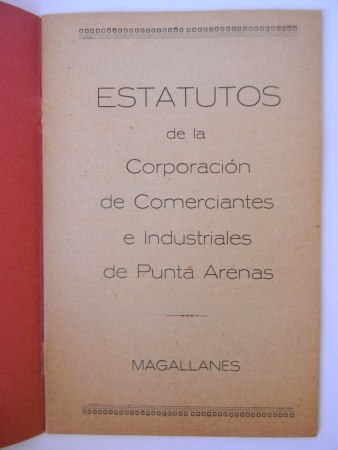 ESTATUTOS
de la
Corporación
de Comerciantes
e Industriales
de Punta Arenas
MAGALLANES